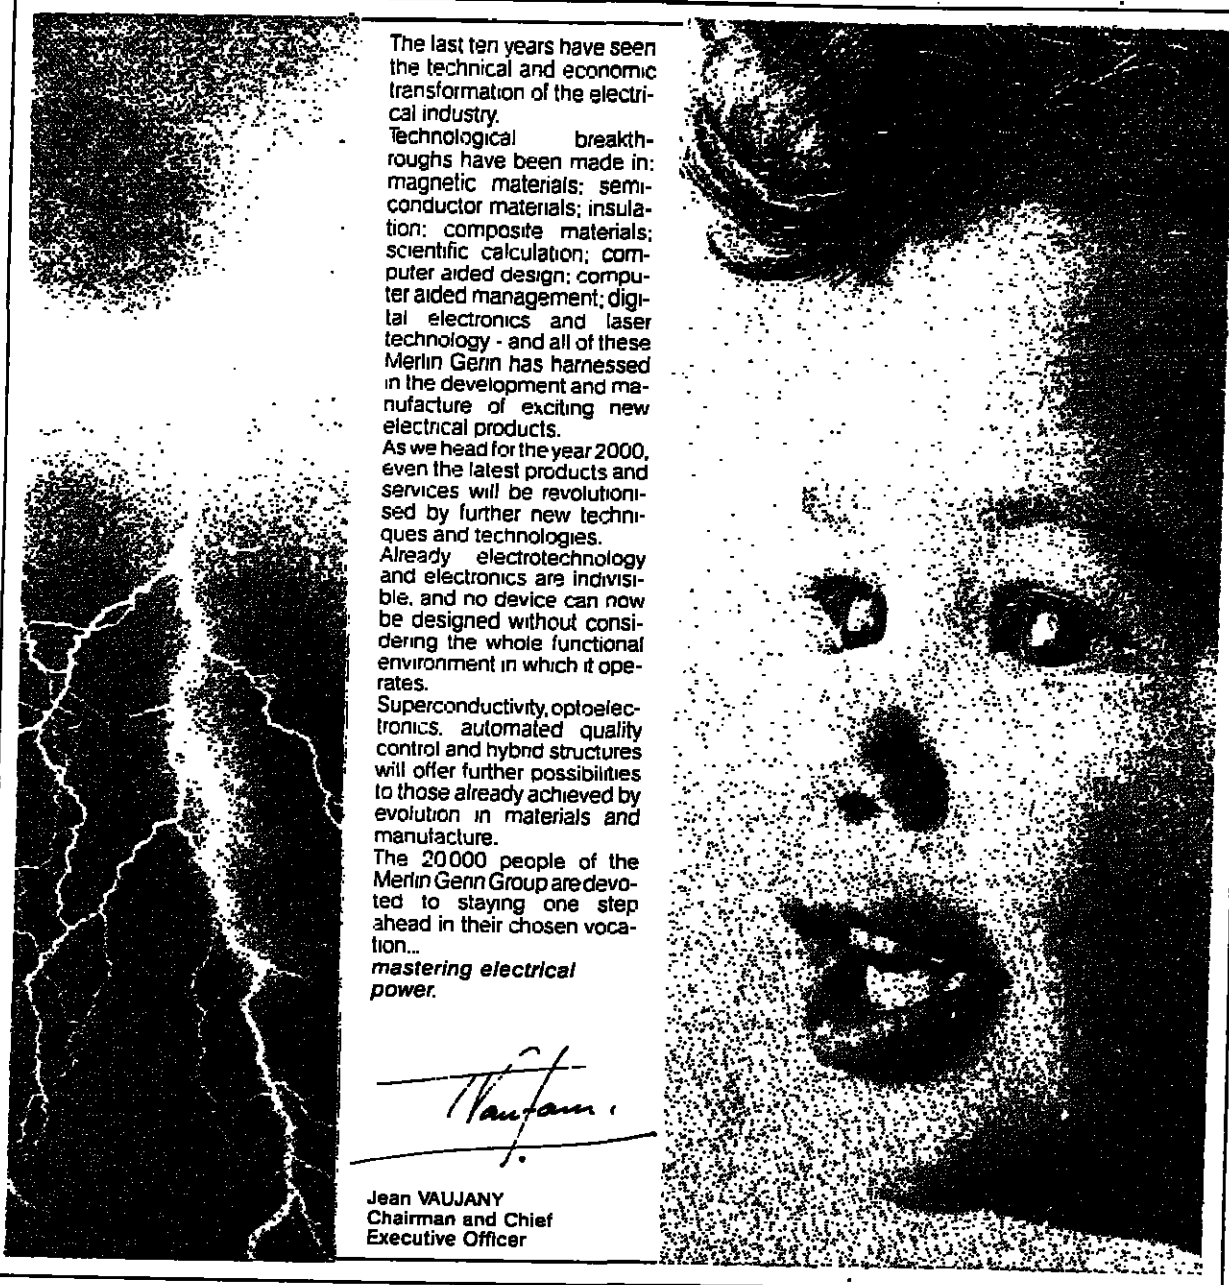 The last ten years have seen
the technical and economic
transformation of the electri-
cal industry.
Technological breakth-
roughs have been made in:
magnetic materials; semi-
conductor materials; insula-
tion; composite materials;
scientific calculation; com-
puter aided design; compu-
ter aided management; digi-
tal electronics and laser
technology - and all of these
Merlin Gerin has harnessed
in the development and ma-
nufacture of exciting new
electrical products.
As we head for the year 2000,
even the latest products and
services will be revolutioni-
sed by further new techni-
ques and technologies.
Already electrotechnology
and electronics are indivisi-
ble, and no device can now
be designed without consi-
dering the whole functional
environment in which it ope-
rates.
Superconductivity, optoelec-
tronics, automated quality
control and hybrid structures
will offer further possibilities
to those already achieved by
evolution in materials and
manufacture.
The 20000 people of the
Merlin Gerin Group are devo-
ted to staying one step
ahead in their chosen voca-
tion...
mastering electrical
power.
Jean VAUJANY
Chairman and Chief
Executive Officer